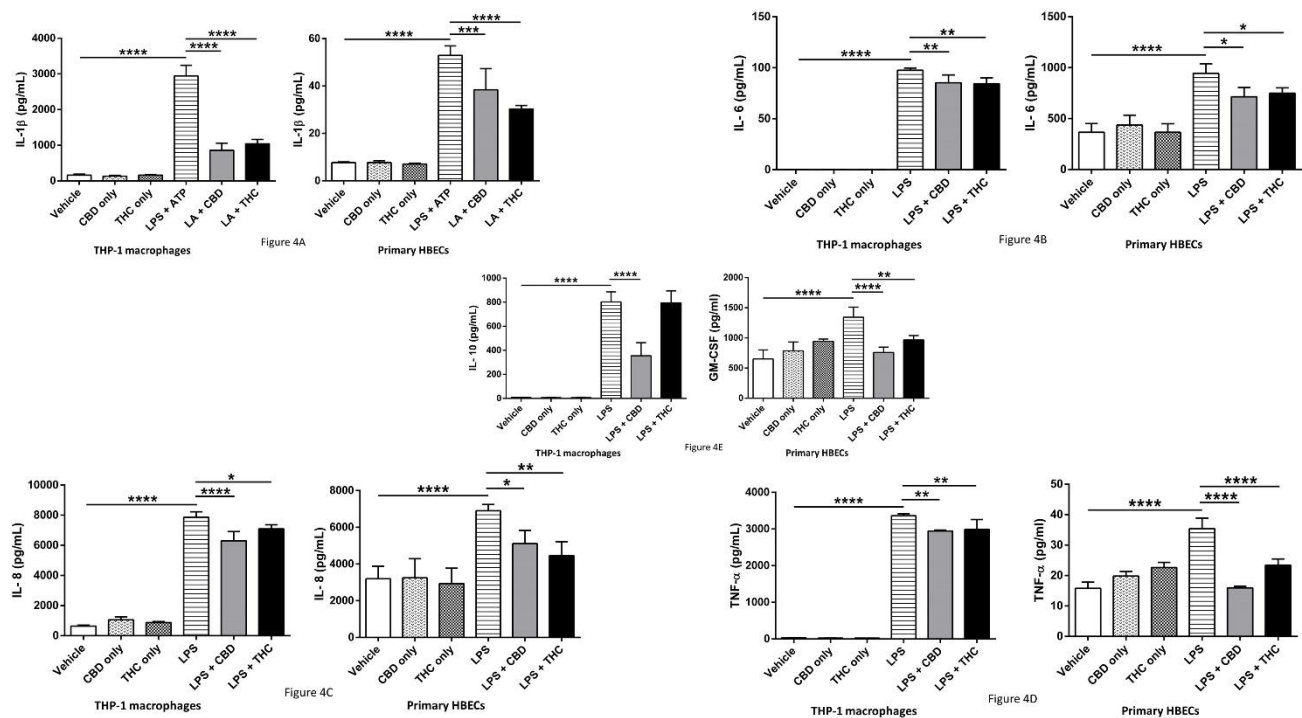 ****
****
****
4000
3000
2000
1000
0
IL-1β (pg/mL)
Vehicle
CBD only
THC only
LPS + ATP
LA + CBD
LA + THC
THP-1 macrophages
****
***
****
60
40
20
0
IL-1β (pg/mL)
Vehicle
CBD only
THC only
LPS + ATP
LA + CBD
LA + THC
Primary HBECs
Figure 4A
**
**
****
150
100
50
0
IL- 6 (pg/mL)
Vehicle
CBD only
THC only
LPS
LPS + CBD
LPS + THC
THP-1 macrophages
*
*
****
1500
1000
500
0
IL- 6 (pg/mL)
Vehicle
CBD only
THC only
LPS
LPS + CBD
LPS + THC
Primary HBECs
Figure 4B
****
****
1000
800
600
400
200
0
IL- 10 (pg/mL)
Vehicle
CBD only
THC only
LPS
LPS + CBD
LPS + THC
THP-1 macrophages
**
****
****
2000
1500
1000
500
0
GM-CSF (pg/ml)
Vehicle
CBD only
THC only
LPS
LPS + CBD
LPS + THC
Primary HBECs
Figure 4E
*
****
****
10000
8000
6000
4000
2000
0
IL- 8 (pg/mL)
Vehicle
CBD only
THC only
LPS
LPS + CBD
LPS + THC
THP-1 macrophages
**
*
****
8000
6000
4000
2000
0
IL- 8 (pg/mL)
Vehicle
CBD only
THC only
LPS
LPS + CBD
LPS + THC
Primary HBECs
Figure 4C
**
**
****
4000
3000
2000
1000
0
TNF-α (pg/mL)
Vehicle
CBD only
THC only
LPS
LPS + CBD
LPS + THC
THP-1 macrophages
****
****
****
50
40
30
20
10
0
TNF-α (pg/ml)
Vehicle
CBD only
THC only
LPS
LPS + CBD
LPS + THC
Primary HBECs
Figure 4D